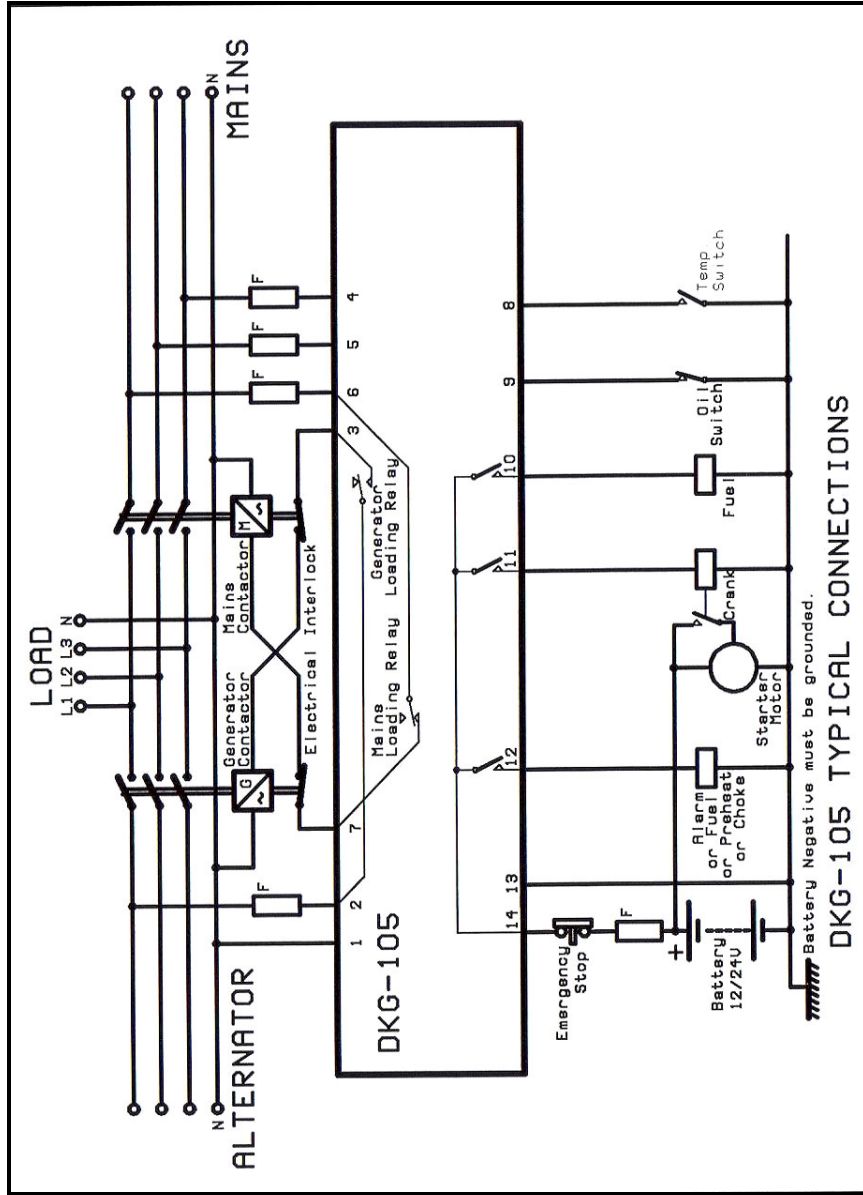 LOAD
L1 L2 L3 N
N
N
ALTERNATOR
MAINS
Generator
Contactor
Mains
Contactor
G
~
M
~
F
F
F
F
Electrical Interlock
1
2
7
3
6
5
4
DKG-105
Mains
Loading Relay
Generator
Loading Relay
14
13
12
11
10
9
8
Emergency
Stop
F
+
Battery
12/24V
Alarm
or Fuel
or Preheat
or Choke
Starter
Motor
Crank
Fuel
Oil
Switch
Temp.
Switch
Battery Negative must be grounded.
DKG-105 TYPICAL CONNECTIONS